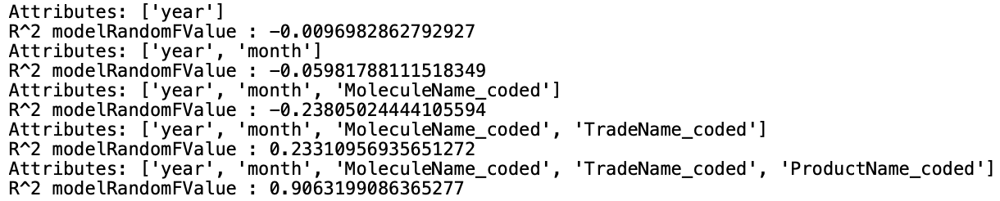 Attributes: ['year']
R^2 modelRandomFValue : -0.0096982862792927
Attributes: ['year', 'month']
R^2 modelRandomFValue : -0.05981788111518349
Attributes: ['year', 'month', 'MoleculeName_coded']
R^2 modelRandomFValue : -0.23805024444105594
Attributes: ['year', 'month', 'MoleculeName_coded', 'TradeName_coded']
R^2 modelRandomFValue : 0.23310956935651272
Attributes: ['year', 'month', 'MoleculeName_coded', 'TradeName_coded', 'ProductName_coded']
R^2 modelRandomFValue : 0.9063199086365277